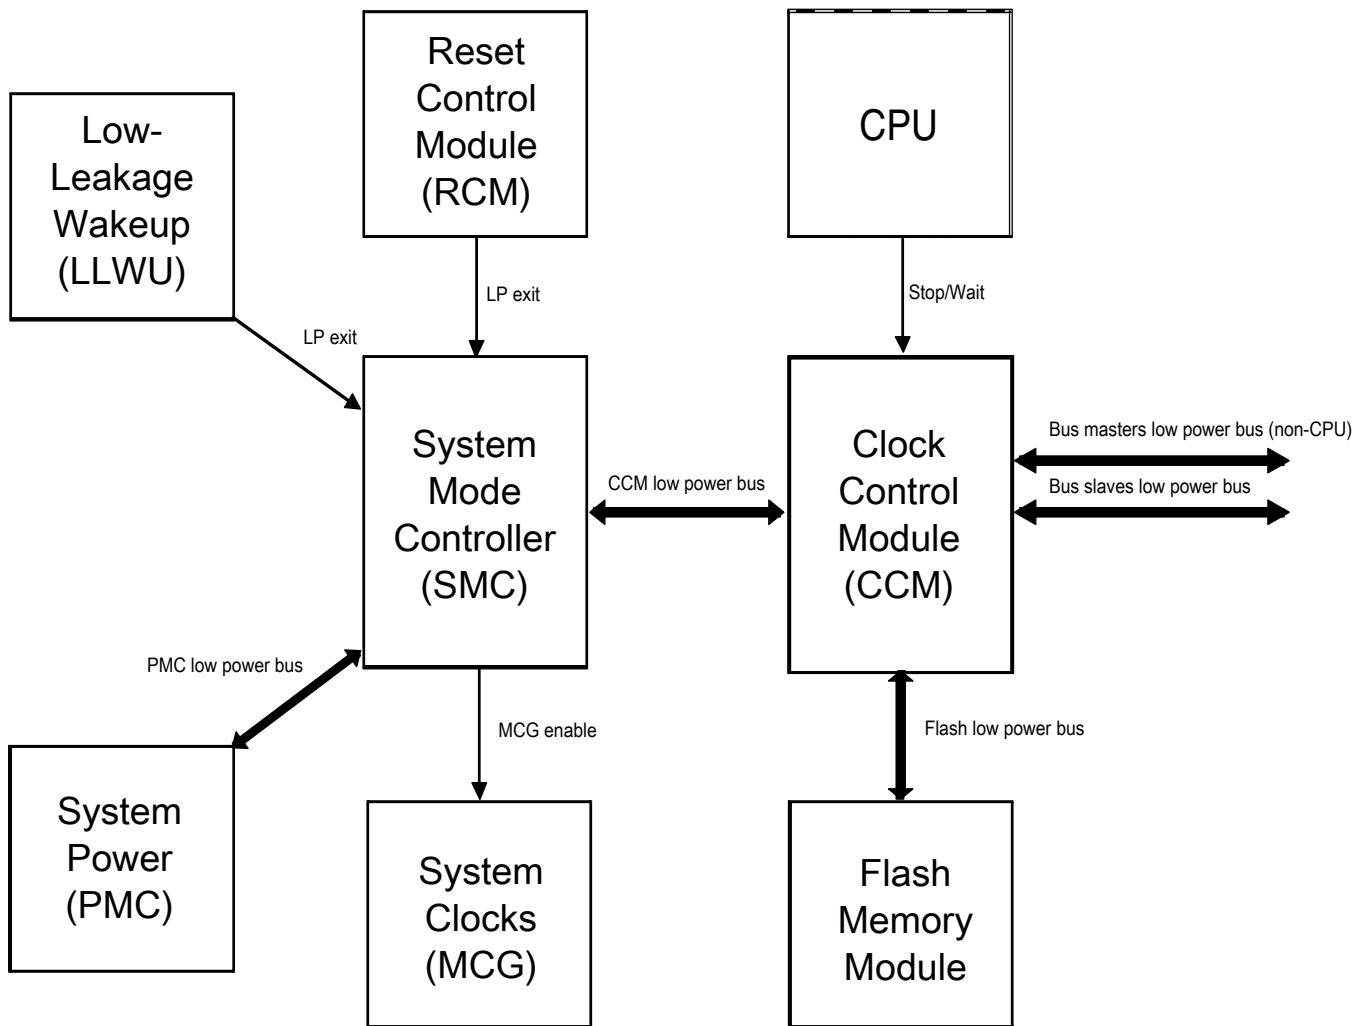 Reset
Control
Module
(RCM)
CPU
Low-
Leakage
Wakeup
(LLWU)
LP exit
LP exit
Stop/Wait
System
Mode
Controller
(SMC)
CCM low power bus
Clock
Control
Module
(CCM)
Bus masters low power bus (non-CPU)
Bus slaves low power bus
PMC low power bus
MCG enable
Flash low power bus
System
Power
(PMC)
System
Clocks
(MCG)
Flash
Memory
Module